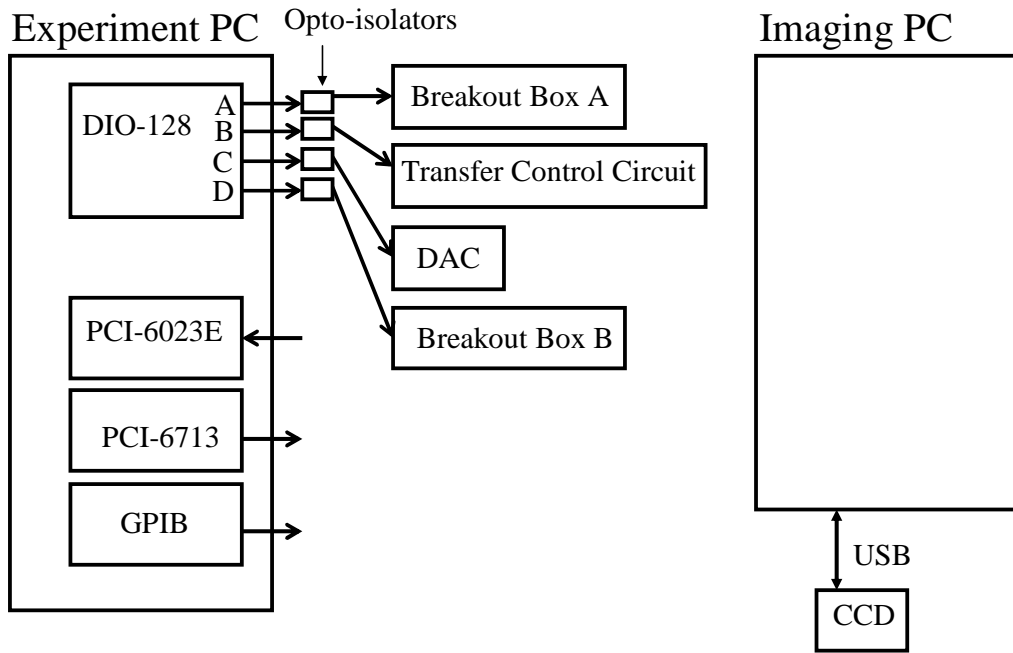 Experiment PC
Opto-isolators
Imaging PC
DIO-128
A
B
C
D
Breakout Box A
Transfer Control Circuit
DAC
Breakout Box B
PCI-6023E
PCI-6713
GPIB
USB
CCD